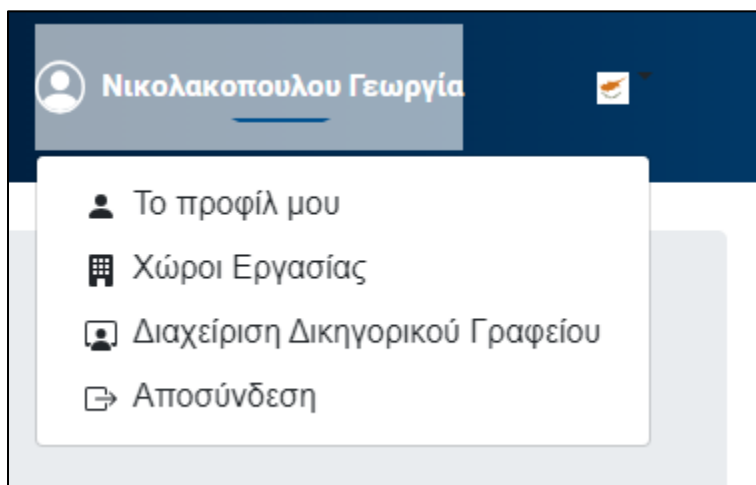 Νικολακοπουλου Γεωργία
Το προφίλ μου
Χώροι Εργασίας
Διαχείριση Δικηγορικού Γραφείου
Αποσύνδεση